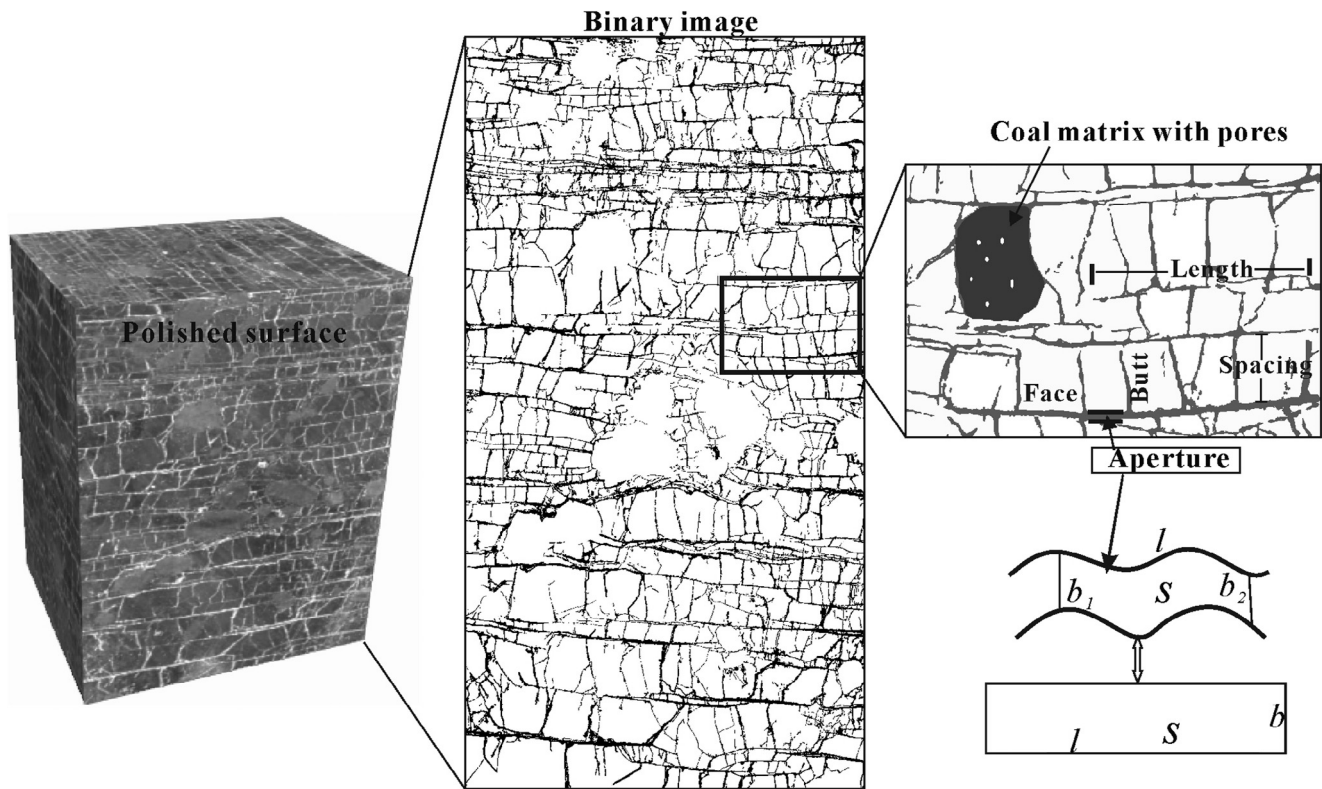 Binary image
Polished surface
Coal matrix with pores
Length
Spacing
Face
Butt
Aperture
l
b1
s
b2
b
l
s